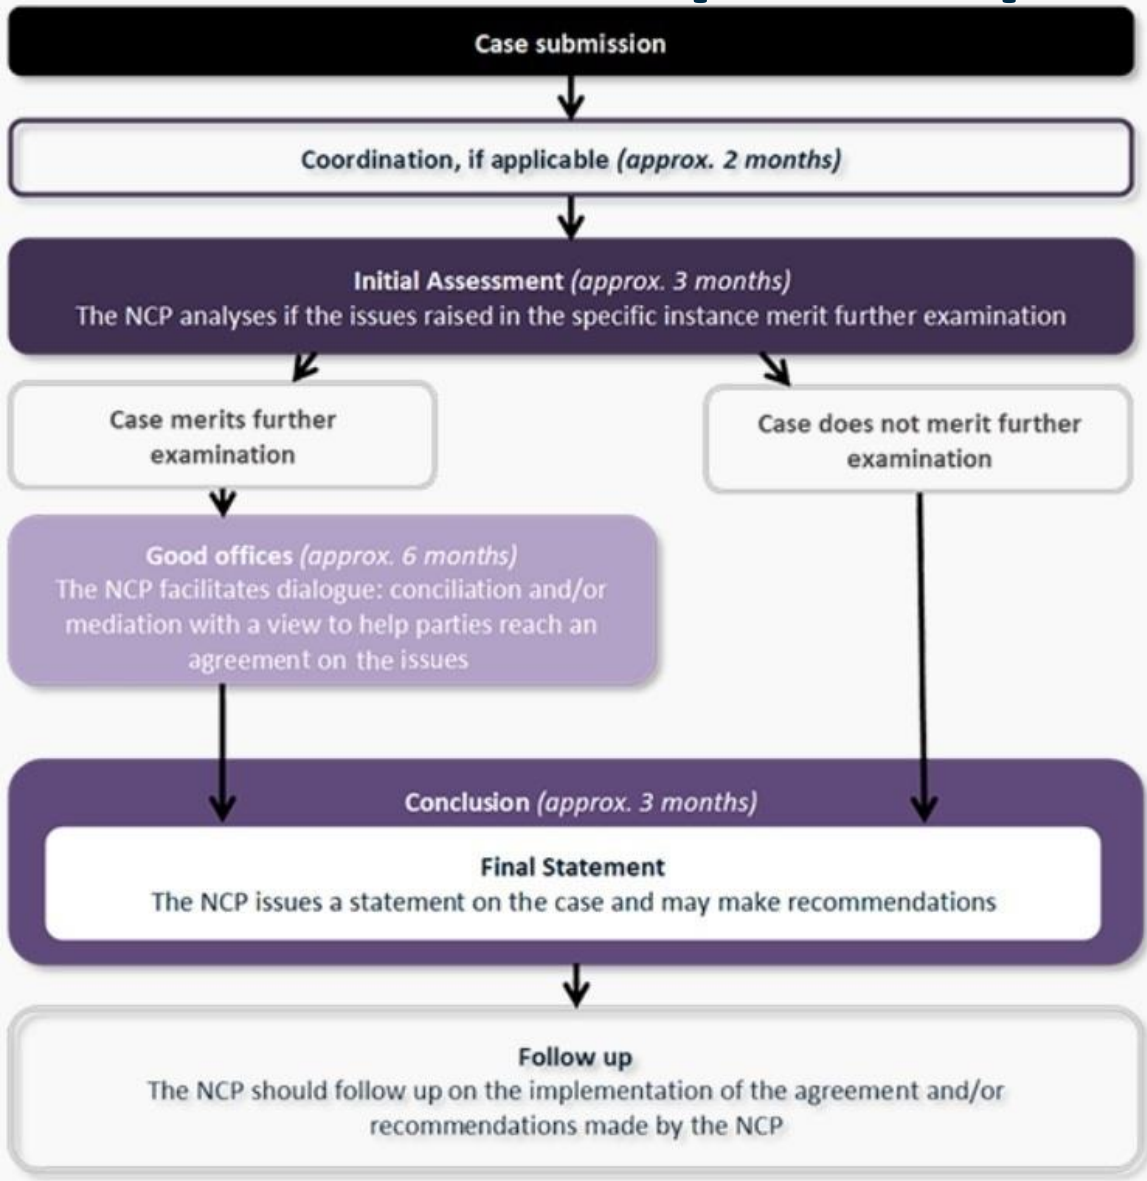 Case submission
Coordination, if applicable (approx. 2 months)
Initial Assessment (approx. 3 months)
The NCP analyses if the issues raised in the specific instance merit further examination
Case merits further
examination
Case does not merit further
examination
Good offices (approx. 6 months)
The NCP facilitates dialogue: conciliation and/or
mediation with a view to help parties reach an
agreement on the issues
Conclusion (approx. 3 months)
Final Statement
The NCP issues a statement on the case and may make recommendations
Follow up
The NCP should follow up on the implementation of the agreement and/or
recommendations made by the NCP